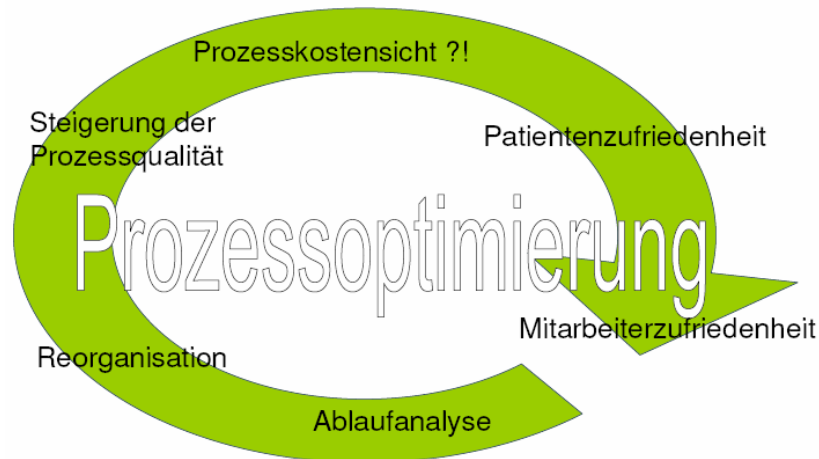 Prozesskostensicht ?!
Steigerung der
Prozessqualität
Patientenzufriedenheit
Prozessoptimierung
Mitarbeiterzufriedenheit
Reorganisation
Ablaufanalyse